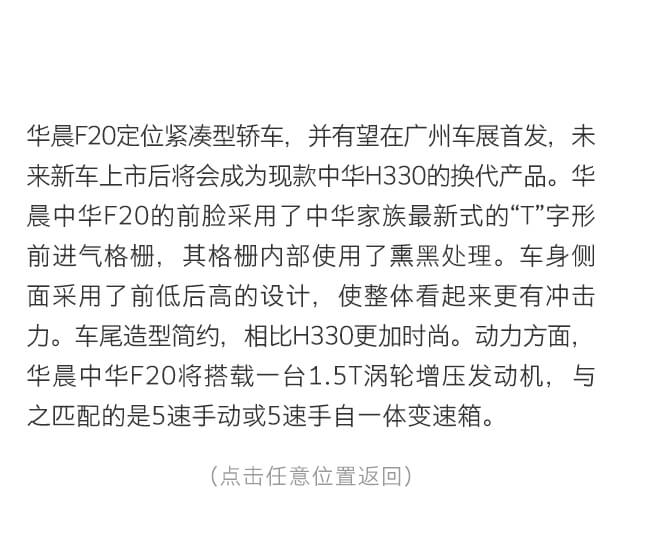 华晨F20定位紧凑型轿车，并有望在广州车展首发，未
来新车上市后将会成为现款中华H330的换代产品。华
晨中华F20的前脸采用了中华家族最新式的“T”字形
前进气格栅，其格栅内部使用了熏黑处理。车身侧
面采用了前低后高的设计，使整体看起来更有冲击
力。车尾造型简约，相比H330更加时尚。动力方面，
华晨中华F20将搭载一台1.5T涡轮增压发动机，与
之匹配的是5速手动或5速手自一体变速箱。
（点击任意位置返回）